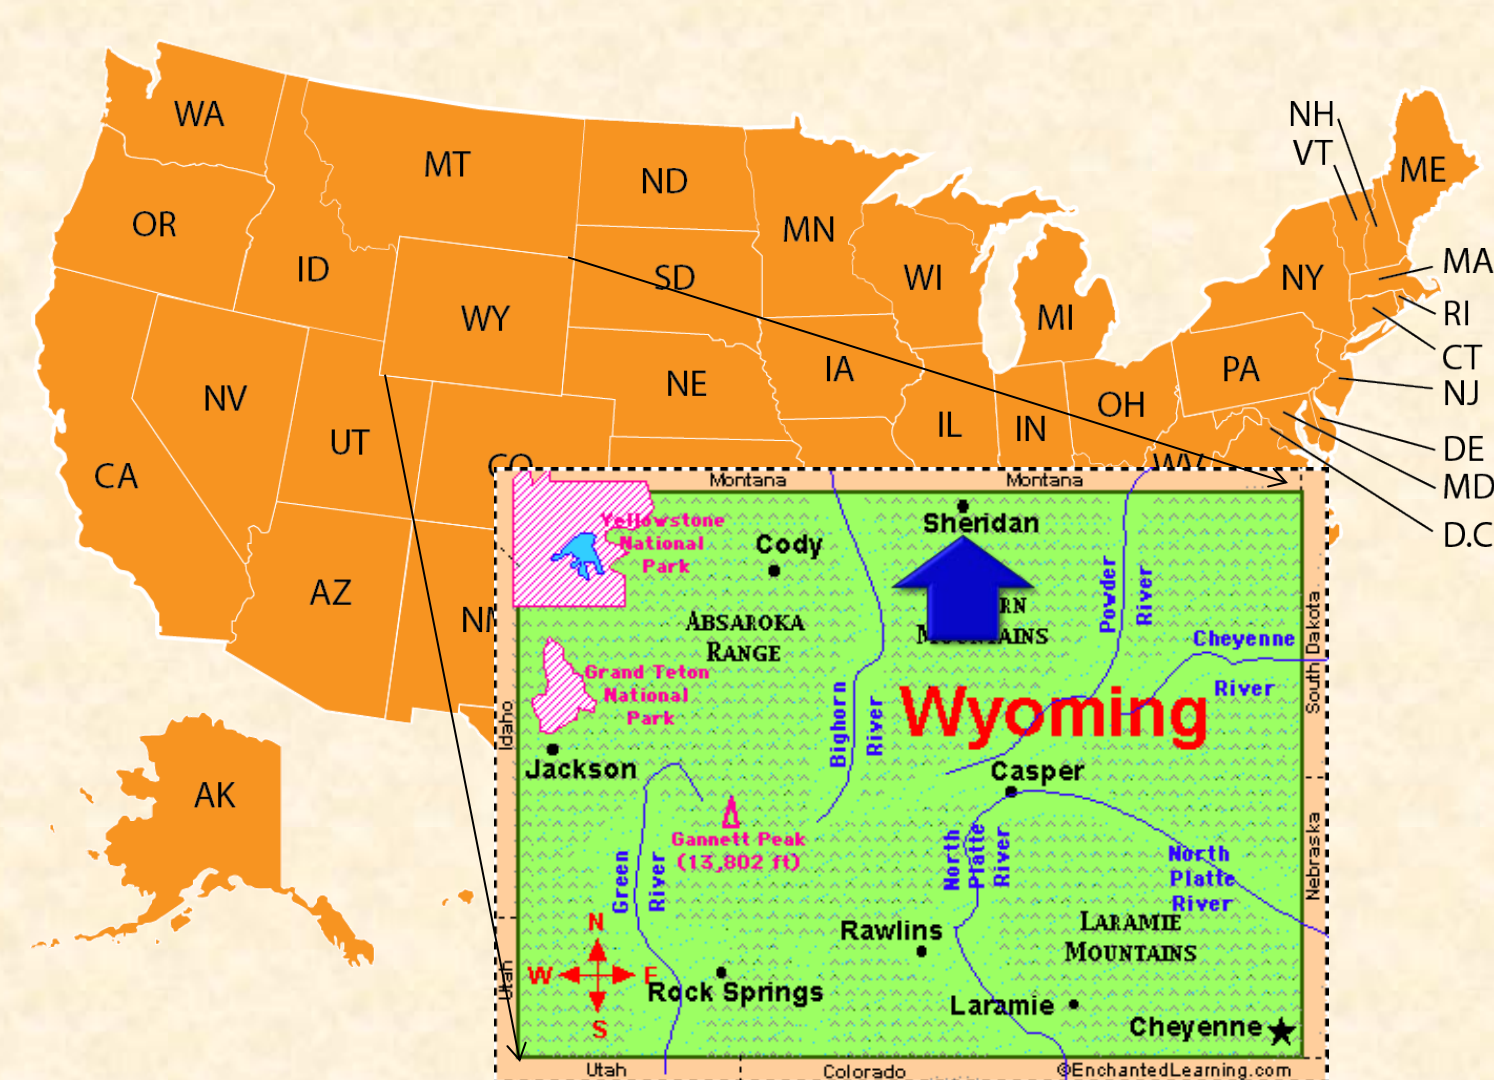 WA
MT
ND
MN
OR
ID
SD
WI
WY
MI
NH
VT
ME
NY
MA
RI
CT
NJ
DE
MD
D.C
NV
NE
IA
PA
UT
CO
IL
IN
OH
WV
CA
AZ
AK
Montana
Montana
Yellowstone
National
Park
Cody
Sheridan
ABSAROKA
RANGE
Powder
River
Cheyenne
River
South Dakota
Grand Teton
National
Park
Bighorn
River
Wyoming
Idaho
Jackson
Casper
Gannett Peak
(13,802 ft)
Green
River
North
Platte
River
North
Platte
River
Nebraska
Rawlins
LARAMIE
MOUNTAINS
N
W
E
S
Utah
Rock Springs
Laramie
Cheyenne
Utah
Colorado
©EnchantedLearning.com